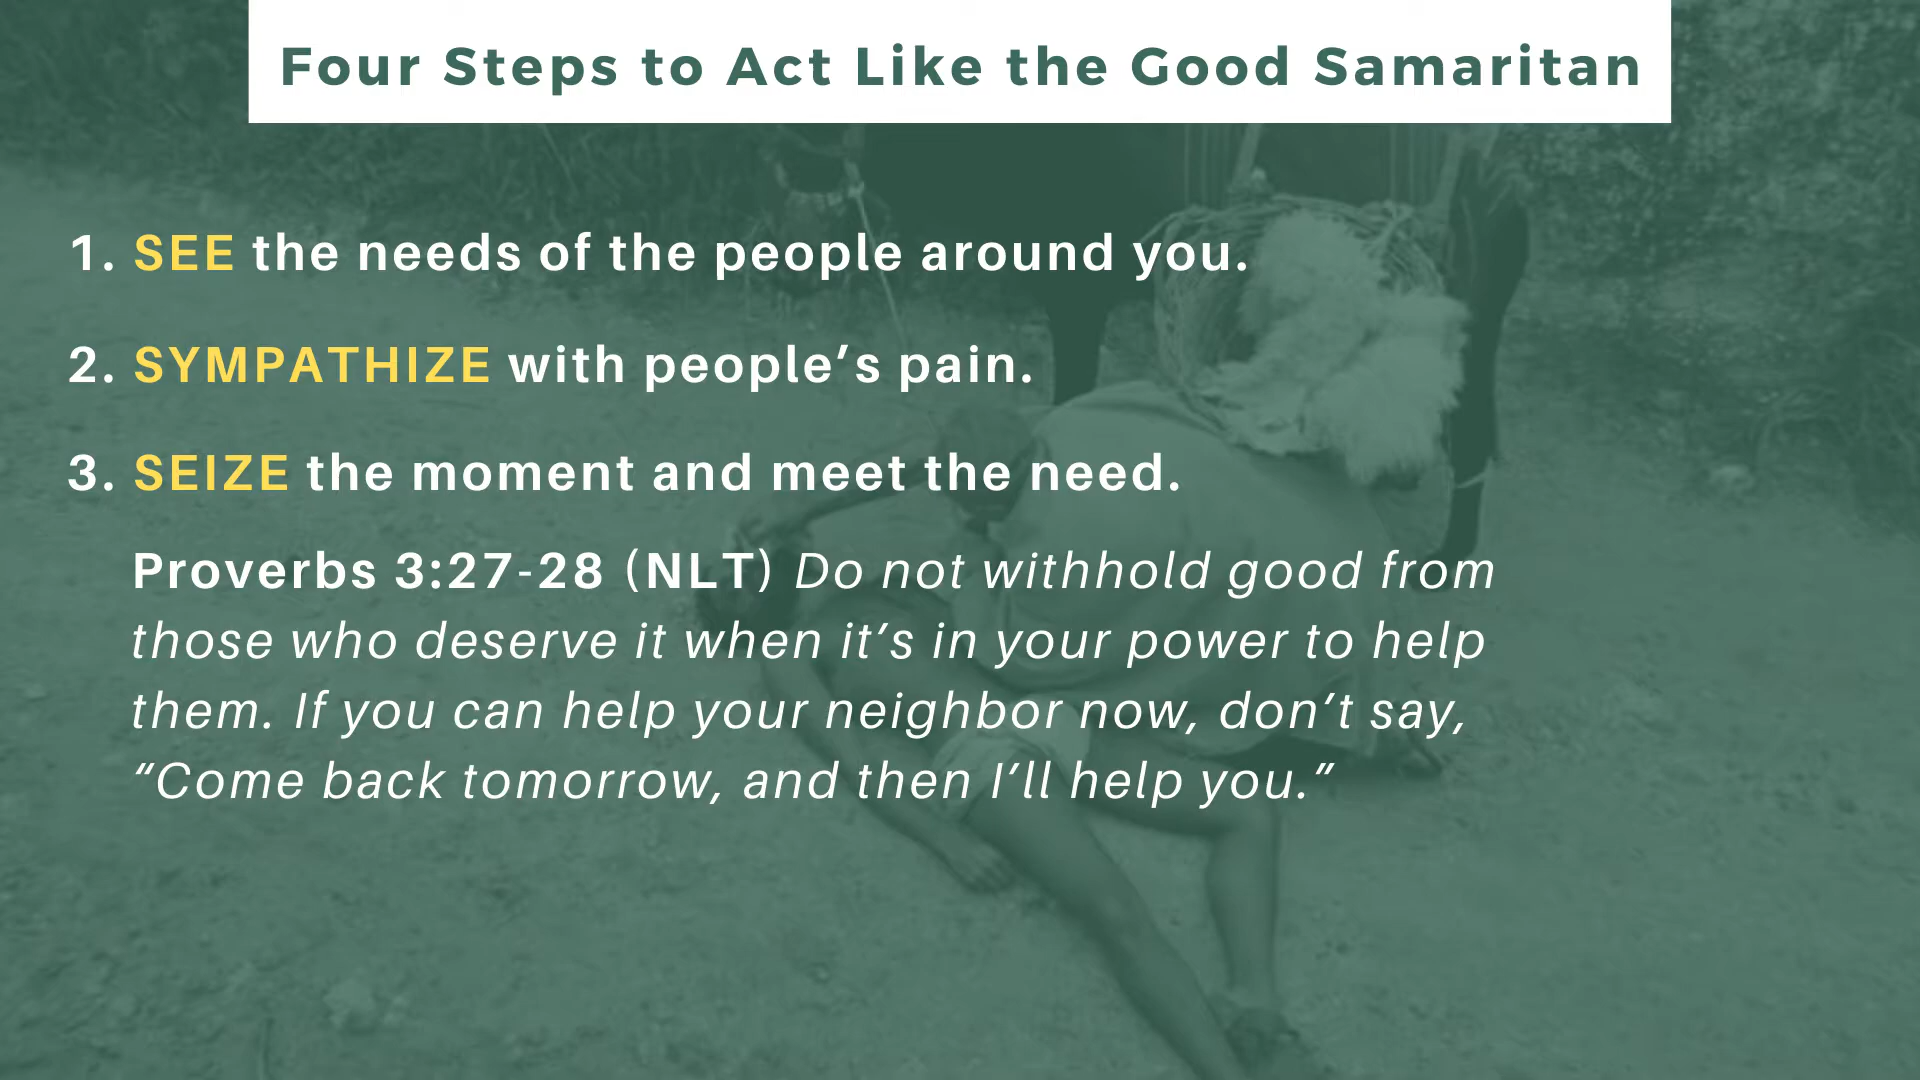 Four Steps to Act Like the Good Samaritan
1. SEE the needs of the people around you.
2. SYMPATHIZE with people’s pain.
3. SEIZE the moment and meet the need.
Proverbs 3:27-28 (NLT) Do not withhold good from
those who deserve it when it’s in your power to help
them. If you can help your neighbor now, don’t say,
“Come back tomorrow, and then I’ll help you.”